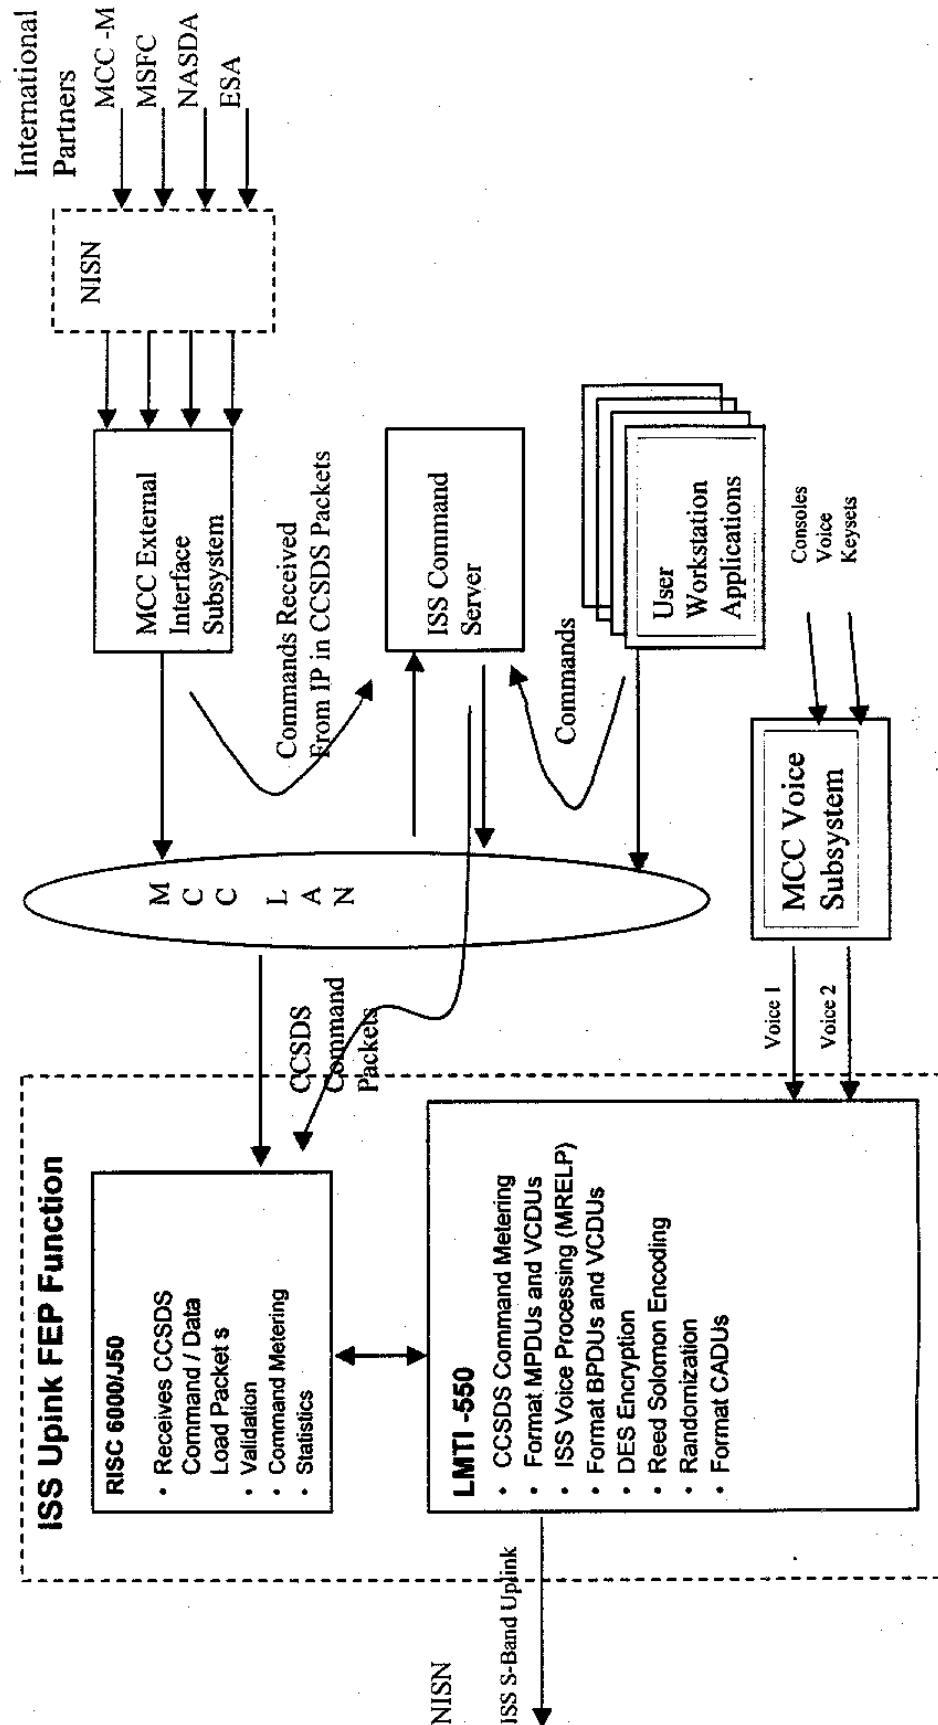 International
Partners
MCC -M
MSFC
NASDA
ESA
NISN
MCC External
Interface
Subsystem
Commands Received
From IP in CCSDS Packets
ISS Command
Server
Commands
User
Workstation
Applications
Consoles
Voice
Keysets
MCC Voice
Subsystem
Voice 1
Voice 2
M
C
C
L
A
N
CCSDS
Command
Packets
ISS Upink FEP Function
RISC 6000/J50
• Receives CCSDS
Command / Data
Load Packet s
• Validation
• Command Metering
• Statistics
LMTI -550
• CCSDS Command Metering
• Format MPDUs and VCDUs
• ISS Voice Processing (MRELP)
• Format BPDUs and VCDUs
• DES Encryption
• Reed Solomon Encoding
• Randomization
• Format CADUs
NISN
ISS S-Band Uplink